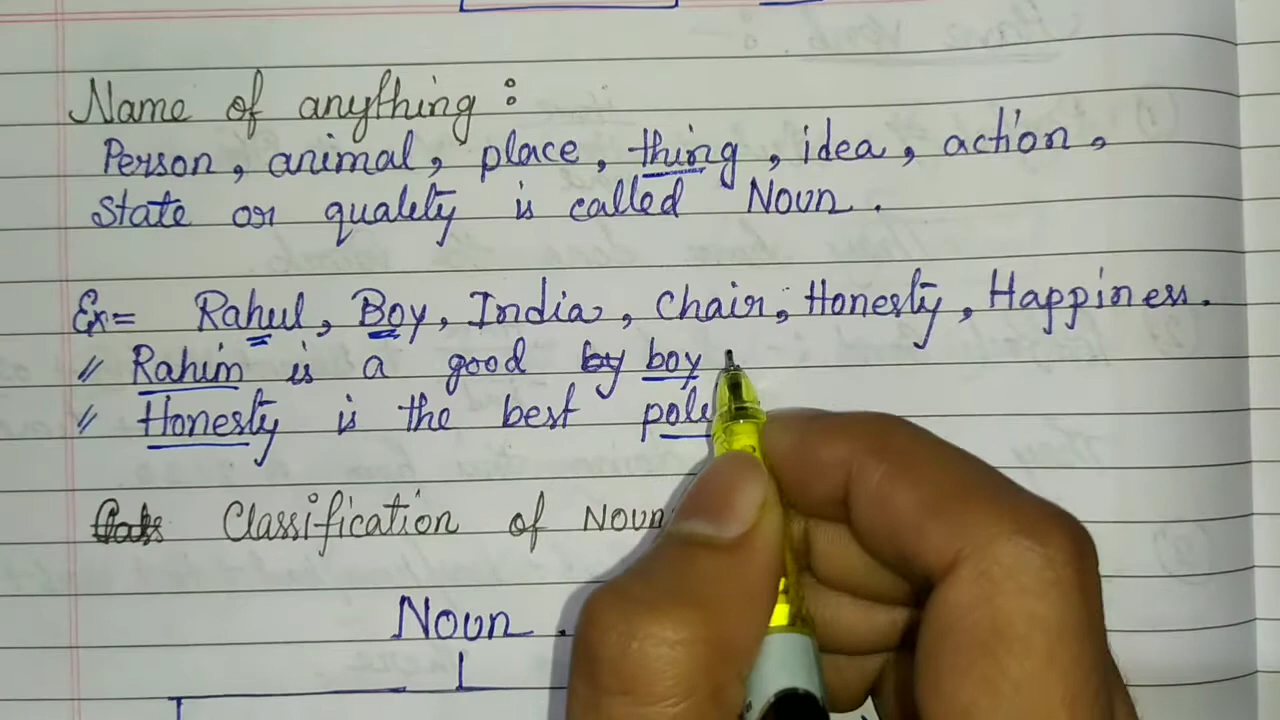 Name of anything :
Person, animal, place, thing, idea, action,
State or quality is called Noun.
Ex= Rahul, Boy, India, Chair, Honesty, Happiness.
〃 Rahim is a good by boy
〃 Honesty is the best
Classification of Noun
Noun